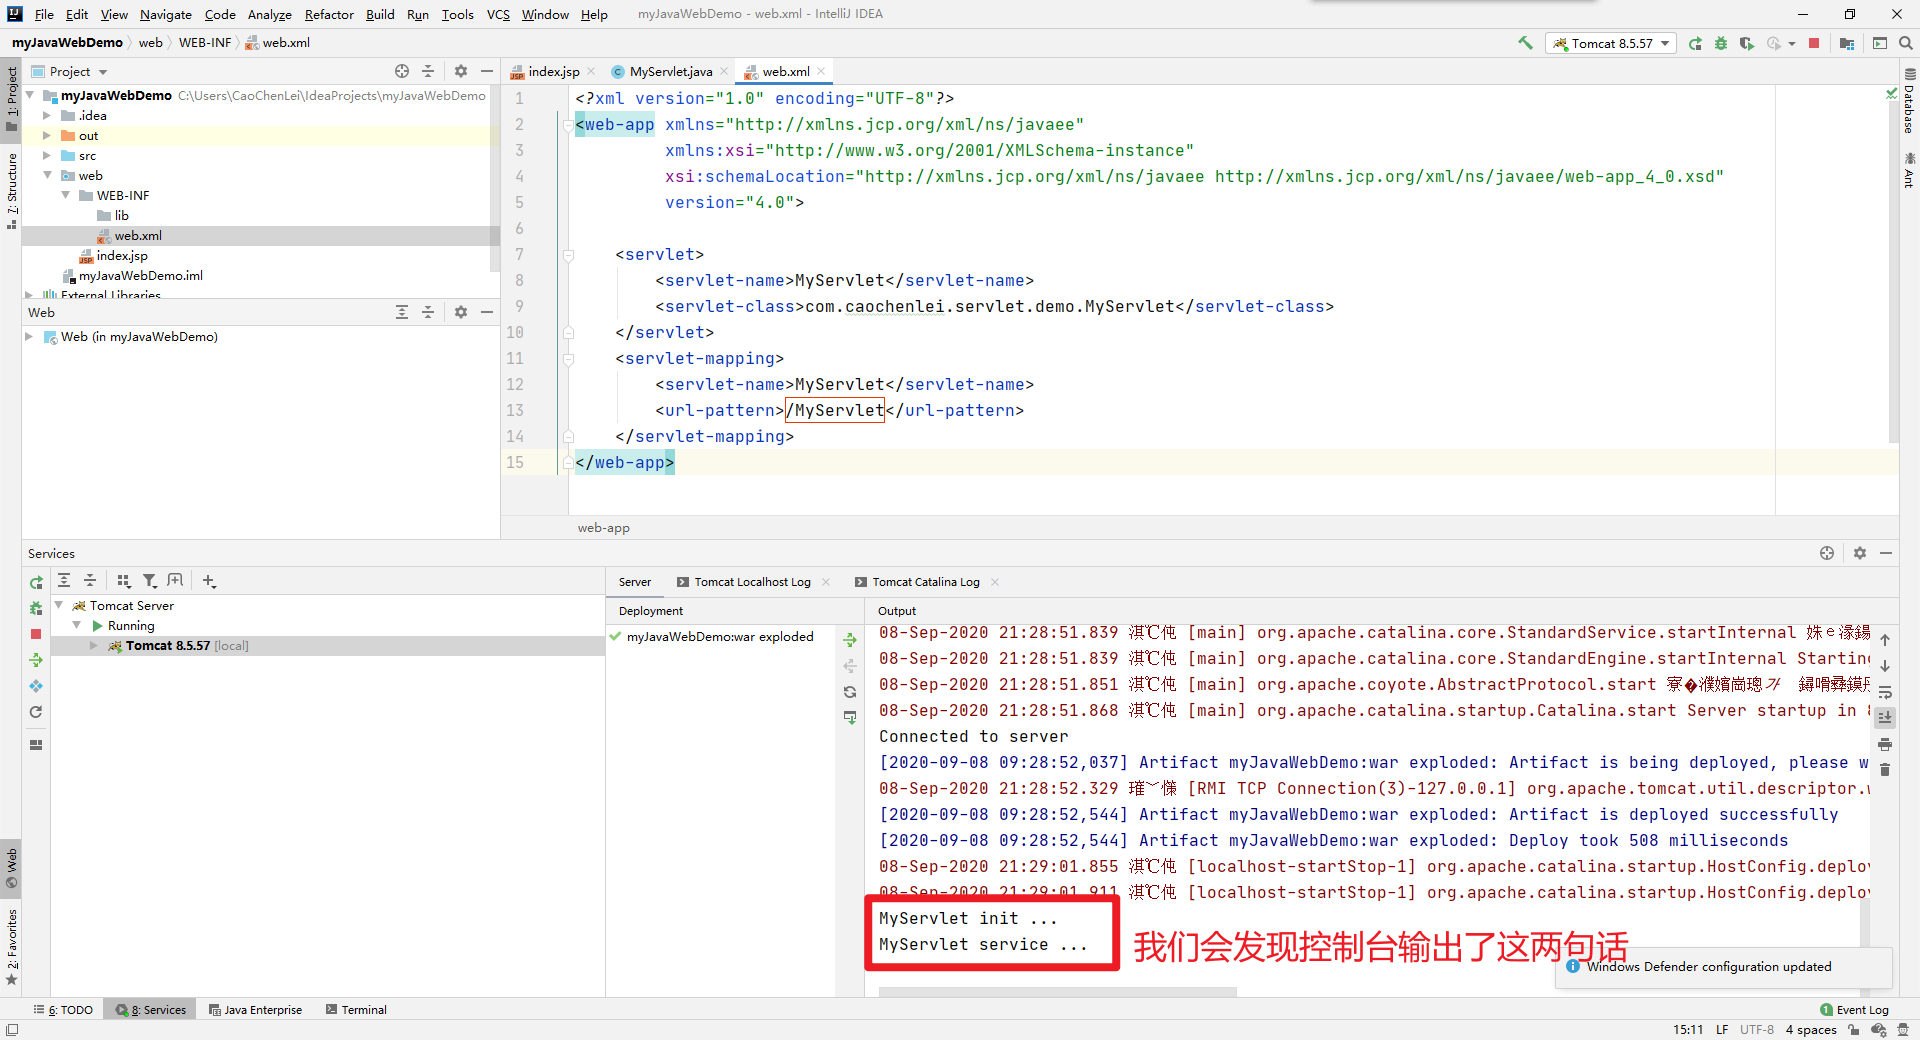 File Edit View Navigate Code Analyze Refactor Build Run Tools VCS Window Help myJavaWebDemo - web.xml - IntelliJ IDEA
myJavaWebDemo web WEB-INF web.xml
Tomcat 8.5.57
1: Project
7: Structure
Web
2: Favorites
Project
myJavaWebDemo C:\Users\CaoChenLei\IdeaProjects\myJavaWebDemo
.idea
out
src
web
WEB-INF
lib
web.xml
index.jsp
myJavaWebDemo.iml
External Libraries
Web
Web (in myJavaWebDemo)
index.jsp MyServlet.java web.xml
1 <?xml version="1.0" encoding="UTF-8"?>
2 <web-app xmlns="http://xmlns.jcp.org/xml/ns/javaee"
3 xmlns:xsi="http://www.w3.org/2001/XMLSchema-instance"
4 xsi:schemaLocation="http://xmlns.jcp.org/xml/ns/javaee http://xmlns.jcp.org/xml/ns/javaee/web-app_4_0.xsd"
5 version="4.0">
6
7 <servlet>
8 <servlet-name>MyServlet</servlet-name>
9 <servlet-class>com.caochenlei.servlet.demo.MyServlet</servlet-class>
10 </servlet>
11 <servlet-mapping>
12 <servlet-name>MyServlet</servlet-name>
13 <url-pattern>/MyServlet</url-pattern>
14 </servlet-mapping>
15 </web-app>
web-app
Database
Ant
Services
Tomcat Server
Running
Tomcat 8.5.57 [local]
Server Tomcat Localhost Log Tomcat Catalina Log
Deployment
myJavaWebDemo:war exploded
Output
08-Sep-2020 21:28:51.839 淇℃伅 [main] org.apache.catalina.core.StandardService.startInternal
08-Sep-2020 21:28:51.839 淇℃伅 [main] org.apache.catalina.core.StandardEngine.startInternal Starting
08-Sep-2020 21:28:51.851 淇℃伅 [main] org.apache.coyote.AbstractProtocol.start
08-Sep-2020 21:28:51.868 淇℃伅 [main] org.apache.catalina.startup.Catalina.start Server startup in 8
Connected to server
[2020-09-08 09:28:52,037] Artifact myJavaWebDemo:war exploded: Artifact is being deployed, please w
08-Sep-2020 21:28:52.329 璀﹀憡 [RMI TCP Connection(3)-127.0.0.1] org.apache.tomcat.util.descriptor.w
[2020-09-08 09:28:52,544] Artifact myJavaWebDemo:war exploded: Artifact is deployed successfully
[2020-09-08 09:28:52,544] Artifact myJavaWebDemo:war exploded: Deploy took 508 milliseconds
08-Sep-2020 21:29:01.855 淇℃伅 [localhost-startStop-1] org.apache.catalina.startup.HostConfig.deploy
08-Sep-2020 21:29:01.911 淇℃伅 [localhost-startStop-1] org.apache.catalina.startup.HostConfig.deploy
MyServlet init ...
MyServlet service ...
我们会发现控制台输出了这两句话
Windows Defender configuration updated
6: TODO 8: Services Java Enterprise Terminal
1 Event Log
15:11 LF UTF-8 4 spaces